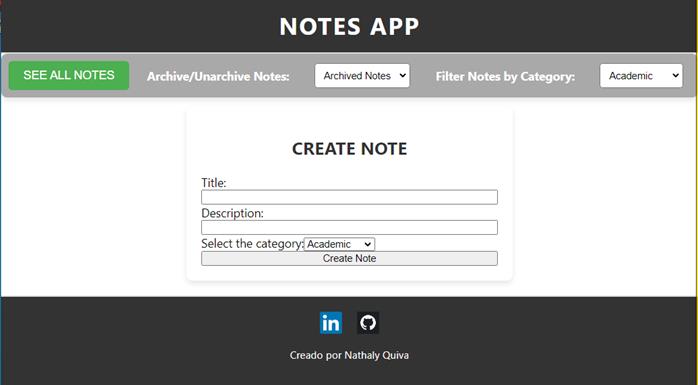 NOTES APP
SEE ALL NOTES Archive/Unarchive Notes: Archived Notes Filter Notes by Category: Academic
CREATE NOTE
Title:
Description:
Select the category: Academic
Create Note
in
Creado por Nathaly Quiva